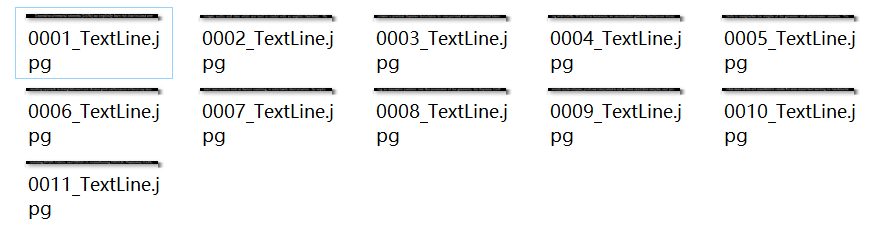 0001_TextLine.j 0002_TextLine.j 0003_TextLine.j 0004_TextLine.j 0005_TextLine.j
pg pg pg pg pg
0006_TextLine.j 0007_TextLine.j 0008_TextLine.j 0009_TextLine.j 0010_TextLine.j
pg pg pg pg pg
0011_TextLine.j
pg